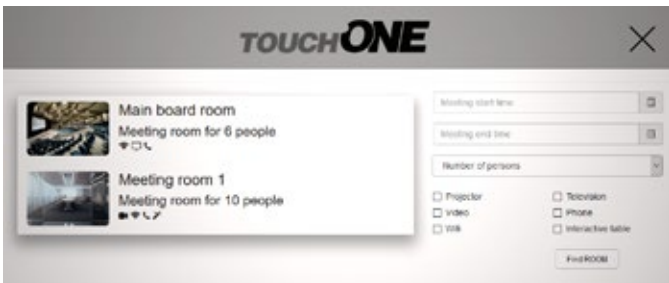 TOUCHONE
Main board room
Meeting room for 6 people
Meeting room 1
Meeting room for 10 people
Meeting start time
Meeting end time
Number of persons
Projector
Television
Video
Phone
Wifi
Interactive table
Find ROOM